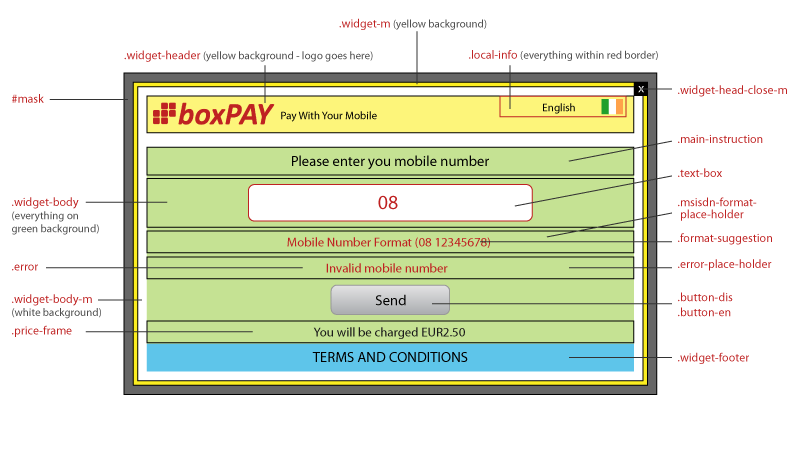 .widget-m (yellow background)
.widget-header (yellow background - logo goes here)
.local-info (everything within red border)
#mask
x
.widget-head-close-m
boxPAY Pay With Your Mobile
English
.main-instruction
Please enter you mobile number
.text-box
08
.widget-body
(everything on
green background)
.msisdn-format-
place-holder
Mobile Number Format (08 12345678)
.format-suggestion
.error
Invalid mobile number
.error-place-holder
.widget-body-m
(white background)
Send
.button-dis
.button-en
.price-frame
You will be charged EUR2.50
TERMS AND CONDITIONS
.widget-footer